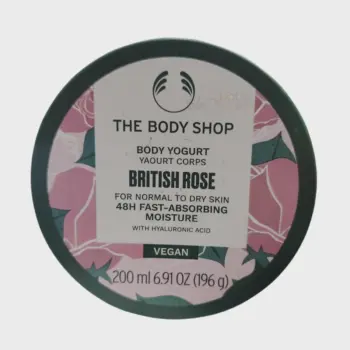 THE BODY SHOP
BODY YOGURT
YAOURT CORPS
BRITISH ROSE
FOR NORMAL TO DRY SKIN
48H FAST-ABSORBING
MOISTURE
WITH HYALURONIC ACID
VEGAN
200 ml 6.91 OZ (196 g)